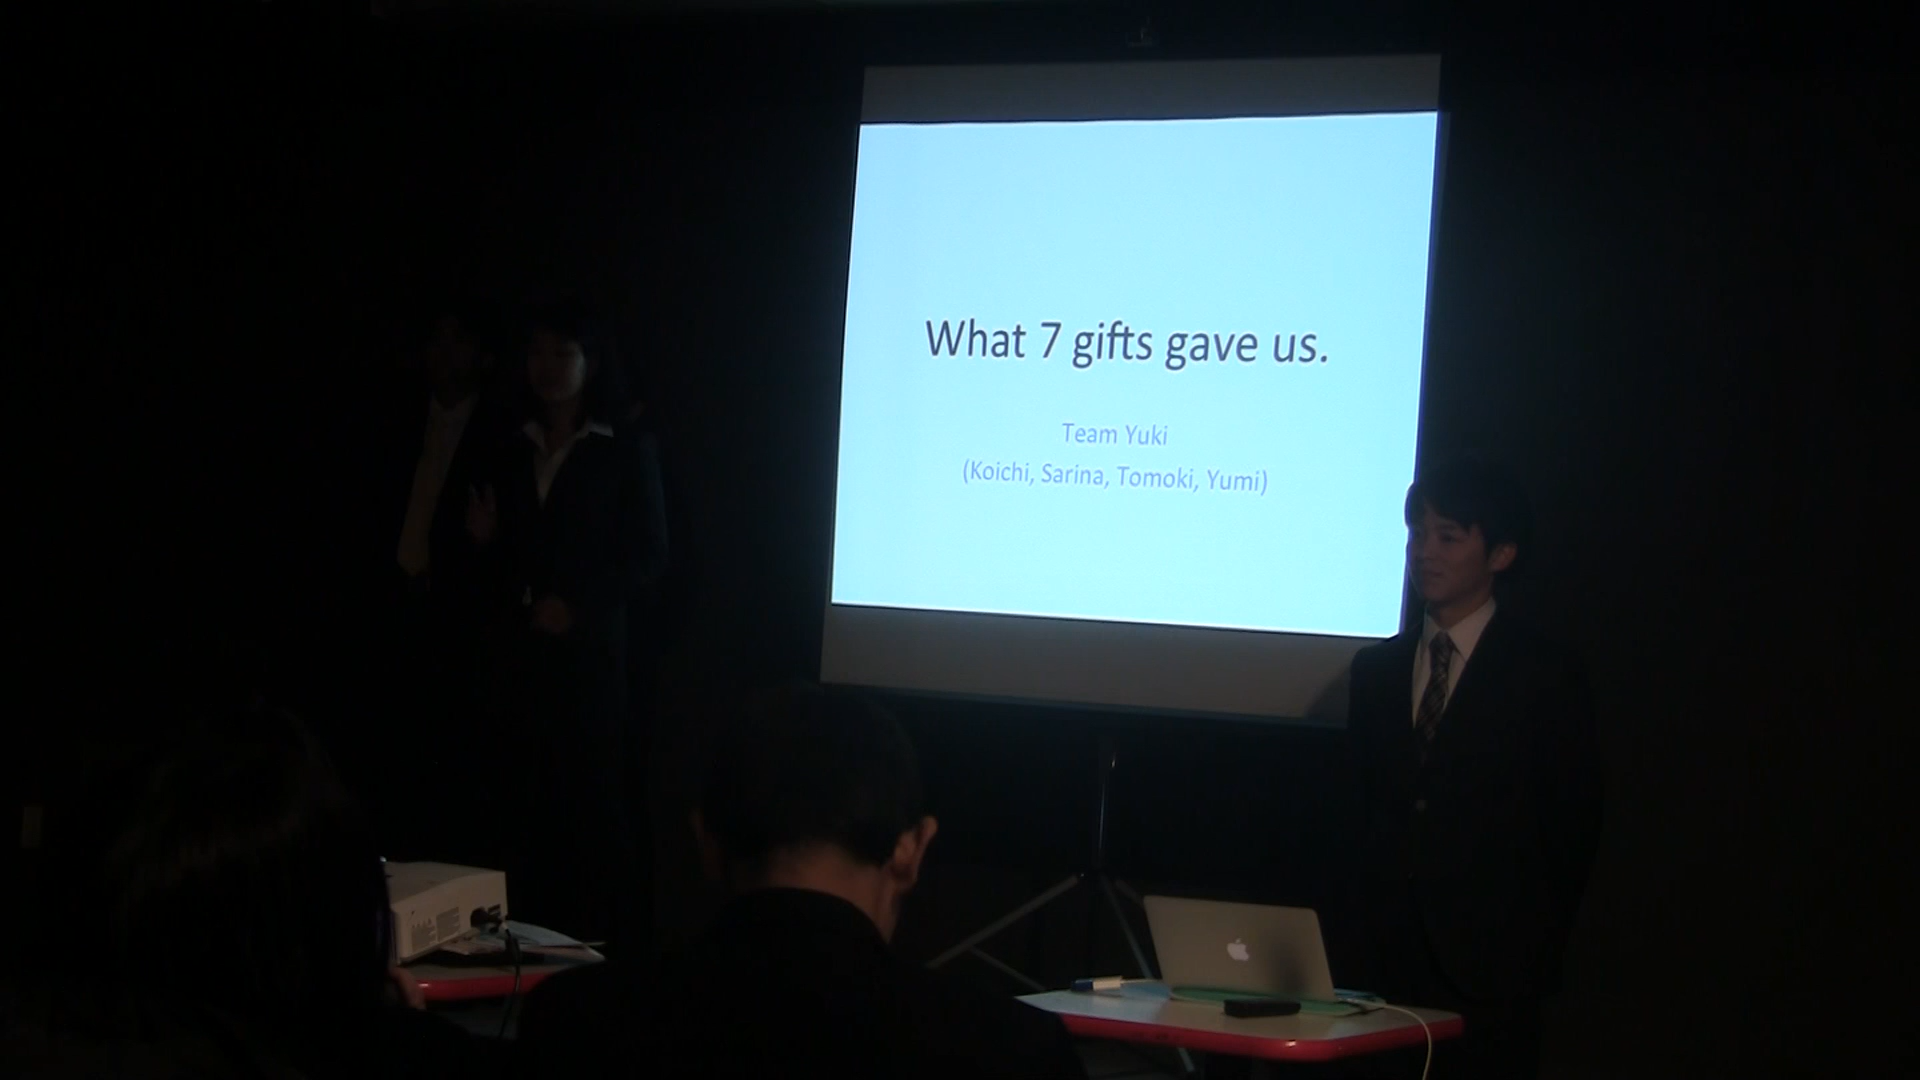 What 7 gifts gave us.
Team Yuki
(Koichi, Sarina, Tomoki, Yumi)